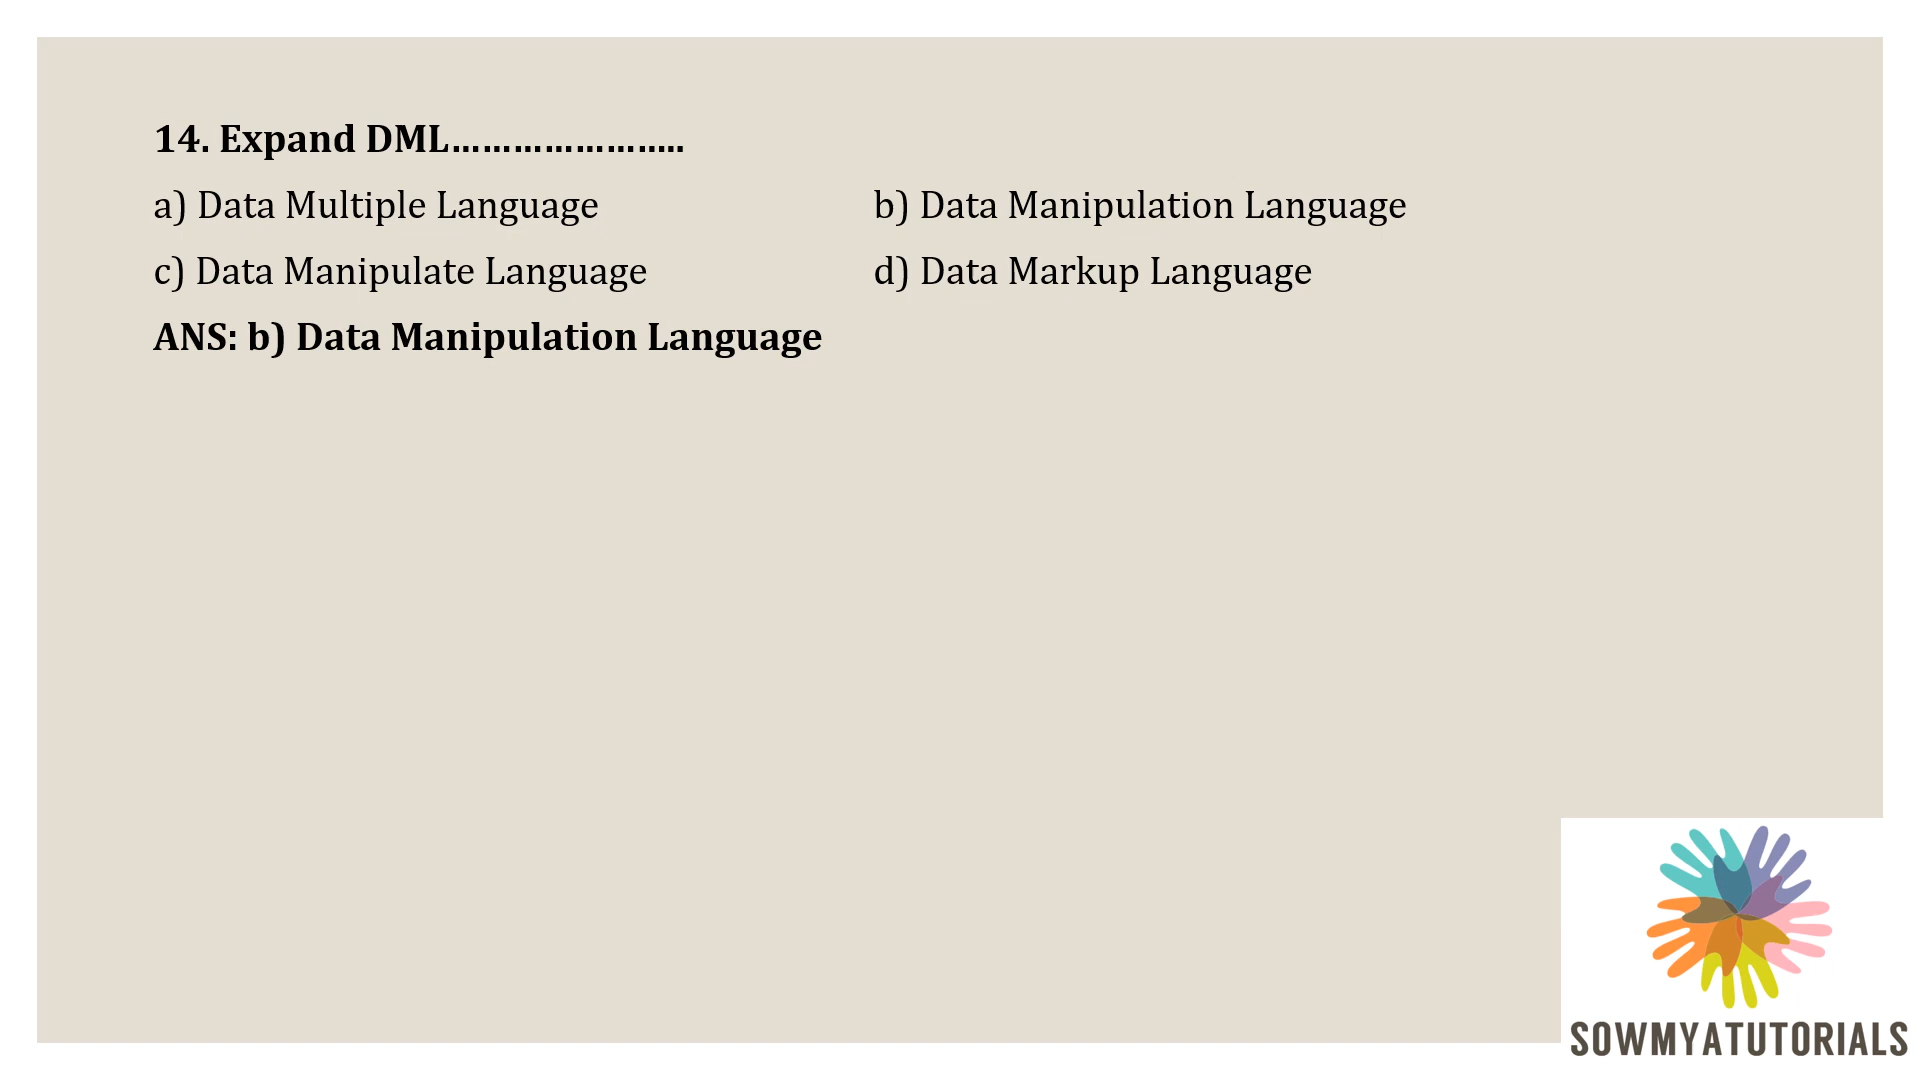 14. Expand DML…………………..
a) Data Multiple Language b) Data Manipulation Language
c) Data Manipulate Language d) Data Markup Language
ANS: b) Data Manipulation Language
SOWMYATUTORIALS